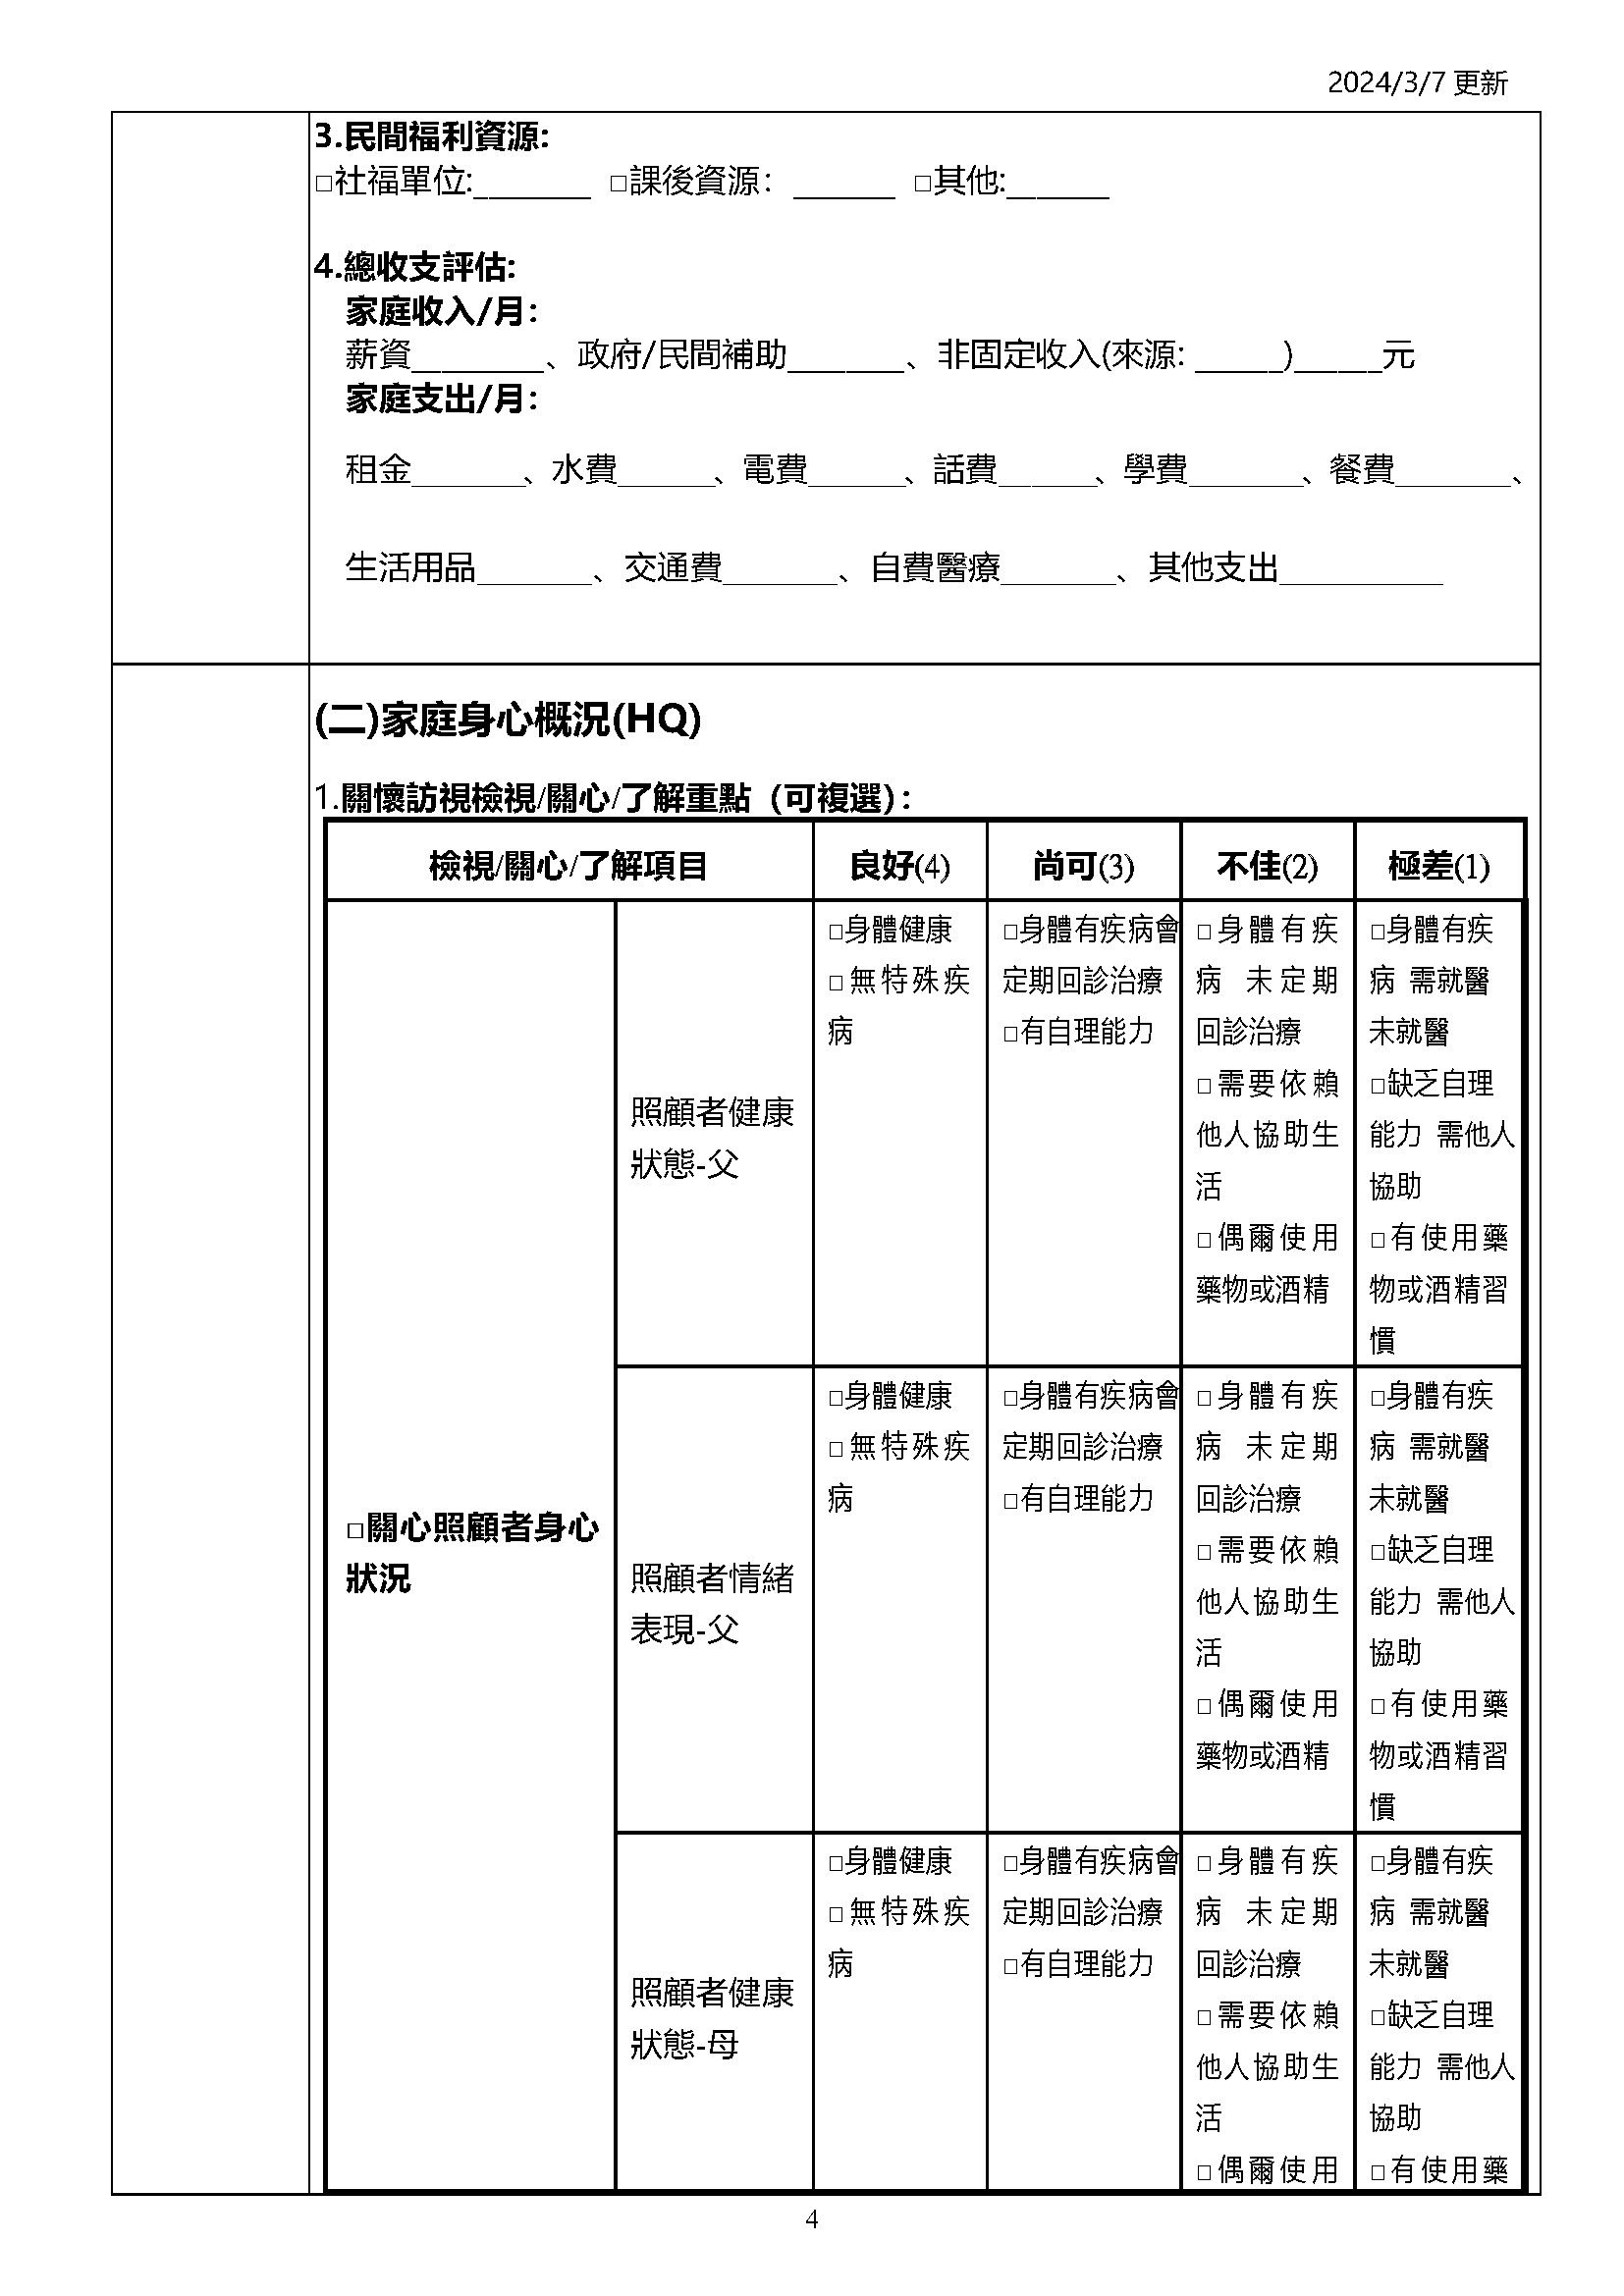 2024/3/7 更新
3.民間福利資源:
□社福單位:________ □課後資源：_______ □其他:_______
4.總收支評估:
家庭收入/月：
薪資_________、政府/民間補助________、非固定收入(來源: ______)______元
家庭支出/月：
租金_______、水費______、電費______、話費______、學費_______、餐費_______、
生活用品_______、交通費_______、自費醫療_______、其他支出____________
(二)家庭身心概況(HQ)
1.關懷訪視檢視/關心/了解重點（可複選）：
檢視/關心/了解項目 良好(4) 尚可(3) 不佳(2) 極差(1)
□關心照顧者身心
狀況
照顧者健康
狀態-父
□身體健康
□無特殊疾
病
□身體有疾病會
定期回診治療
□有自理能力
□身體有疾
病 未定期
回診治療
□需要依賴
他人協助生
活
□偶爾使用
藥物或酒精
□身體有疾
病 需就醫
未就醫
□缺乏自理
能力 需他人
協助
□有使用藥
物或酒精習
慣
照顧者情緒
表現-父
□身體健康
□無特殊疾
病
□身體有疾病會
定期回診治療
□有自理能力
□身體有疾
病 未定期
回診治療
□需要依賴
他人協助生
活
□偶爾使用
藥物或酒精
□身體有疾
病 需就醫
未就醫
□缺乏自理
能力 需他人
協助
□有使用藥
物或酒精習
慣
照顧者健康
狀態-母
□身體健康
□無特殊疾
病
□身體有疾病會
定期回診治療
□有自理能力
□身體有疾
病 未定期
回診治療
□需要依賴
他人協助生
活
□偶爾使用
□身體有疾
病 需就醫
未就醫
□缺乏自理
能力 需他人
協助
□有使用藥
4